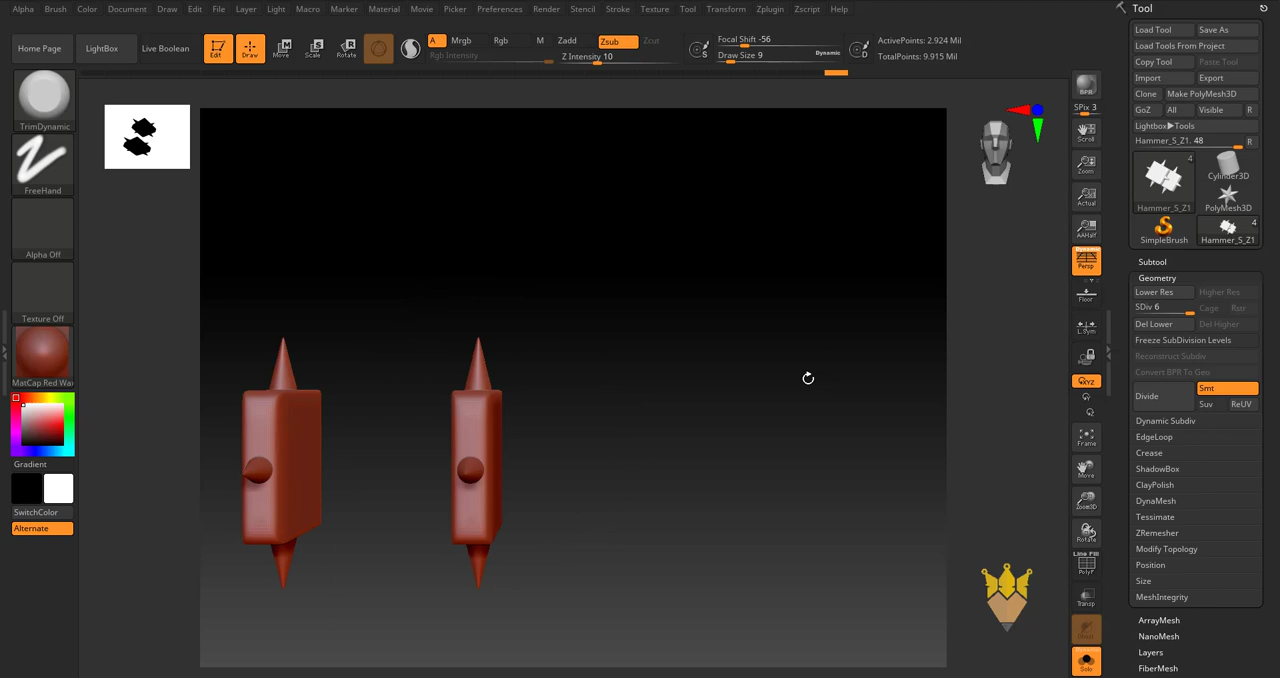 Alpha Brush Color Document Draw Edit File Layer Light Macro Marker Material Movie Picker Preferences Render Stencil Stroke Texture Tool Transform Zplugin Zscript Help
Home Page LightBox Live Boolean Edit Draw Move Scale Rotate
A Mrgb Rgb M Zadd Zsub Zcut
Rgb Intensity Z Intensity 10
S Focal Shift -56
Draw Size 9 Dynamic D
ActivePoints: 2.924 Mil
TotalPoints: 9.915 Mil
TrimDynamic
FreeHand
Alpha Off
Texture Off
MatCap Red Wax
Gradient
SwitchColor
Alternate
BPR
SPix 3
Scroll
Zoom
Actual
AAHalf
Dynamic
Persp
Floor
L.Sym
XYZ
Frame
Move
Zoom3D
Rotate
Line Fill
PolyF
Transp
Solo
Tool
Load Tool Save As
Load Tools From Project
Copy Tool Paste Tool
Import Export
Clone Make PolyMesh3D
GoZ All Visible R
Lightbox▶Tools
Hammer_S_Z1. 48 R
4
Cylinder3D
Hammer_S_Z1 PolyMesh3D
4
SimpleBrush Hammer_S_Z1
Subtool
Geometry
Lower Res Higher Res
SDiv 6 Cage Rstr
Del Lower Del Higher
Freeze SubDivision Levels
Reconstruct Subdiv
Convert BPR To Geo
Divide Smt
Suv ReUV
Dynamic Subdiv
EdgeLoop
Crease
ShadowBox
ClayPolish
DynaMesh
Tessimate
ZRemesher
Modify Topology
Position
Size
MeshIntegrity
ArrayMesh
NanoMesh
Layers
FiberMesh